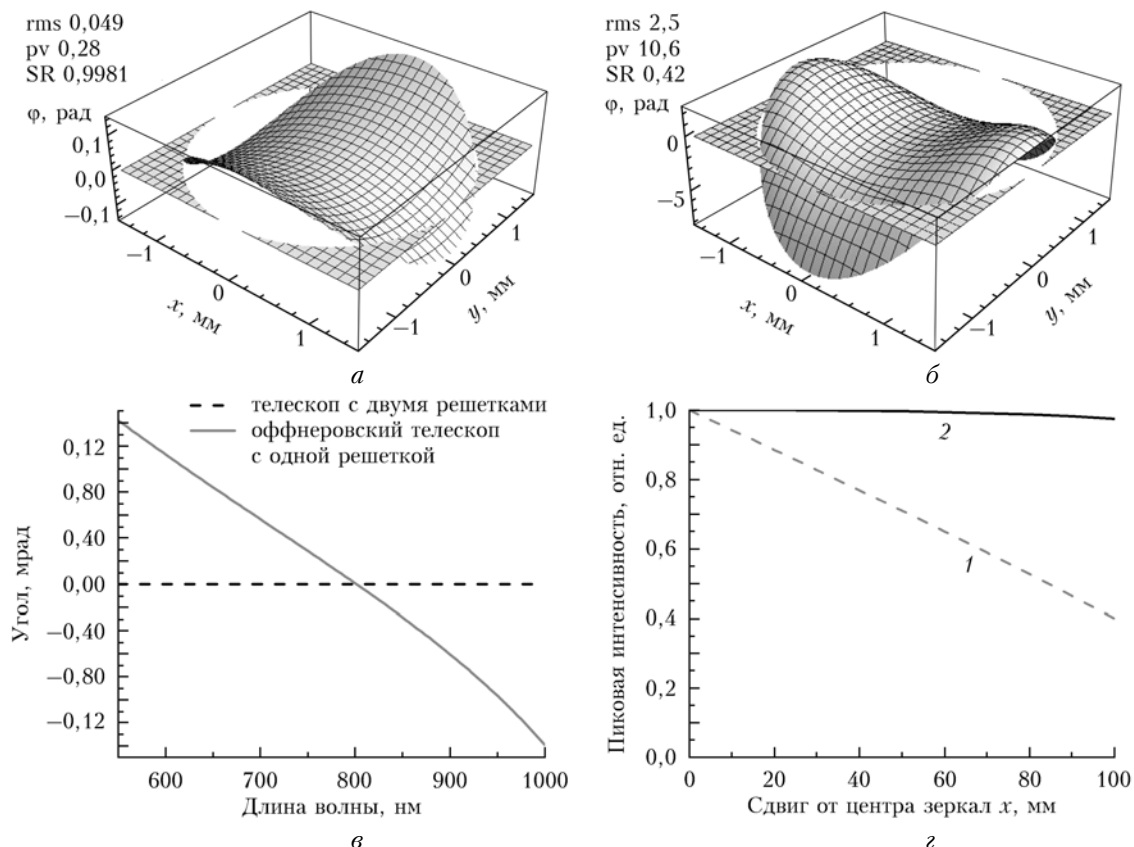 rms 0,049
pv 0,28
SR 0,9981
φ, рад
0,1
0,0
−0,1
−1
0
1
x, мм
−1
0
1
y, мм
а
rms 2,5
pv 10,6
SR 0,42
φ, рад
0
−5
−1
0
1
x, мм
−1
0
1
y, мм
б
телескоп с двумя решетками
оффнеровский телескоп
с одной решеткой
Угол, мрад
0,12
0,80
0,40
0,00
−0,40
−0,80
−0,12
600
700
800
900
1000
Длина волны, нм
в
Пиковая интенсивность, отн. ед.
1,0
0,8
0,6
0,4
0,2
0,0
2
1
0
20
40
60
80
100
Сдвиг от центра зеркал x, мм
г